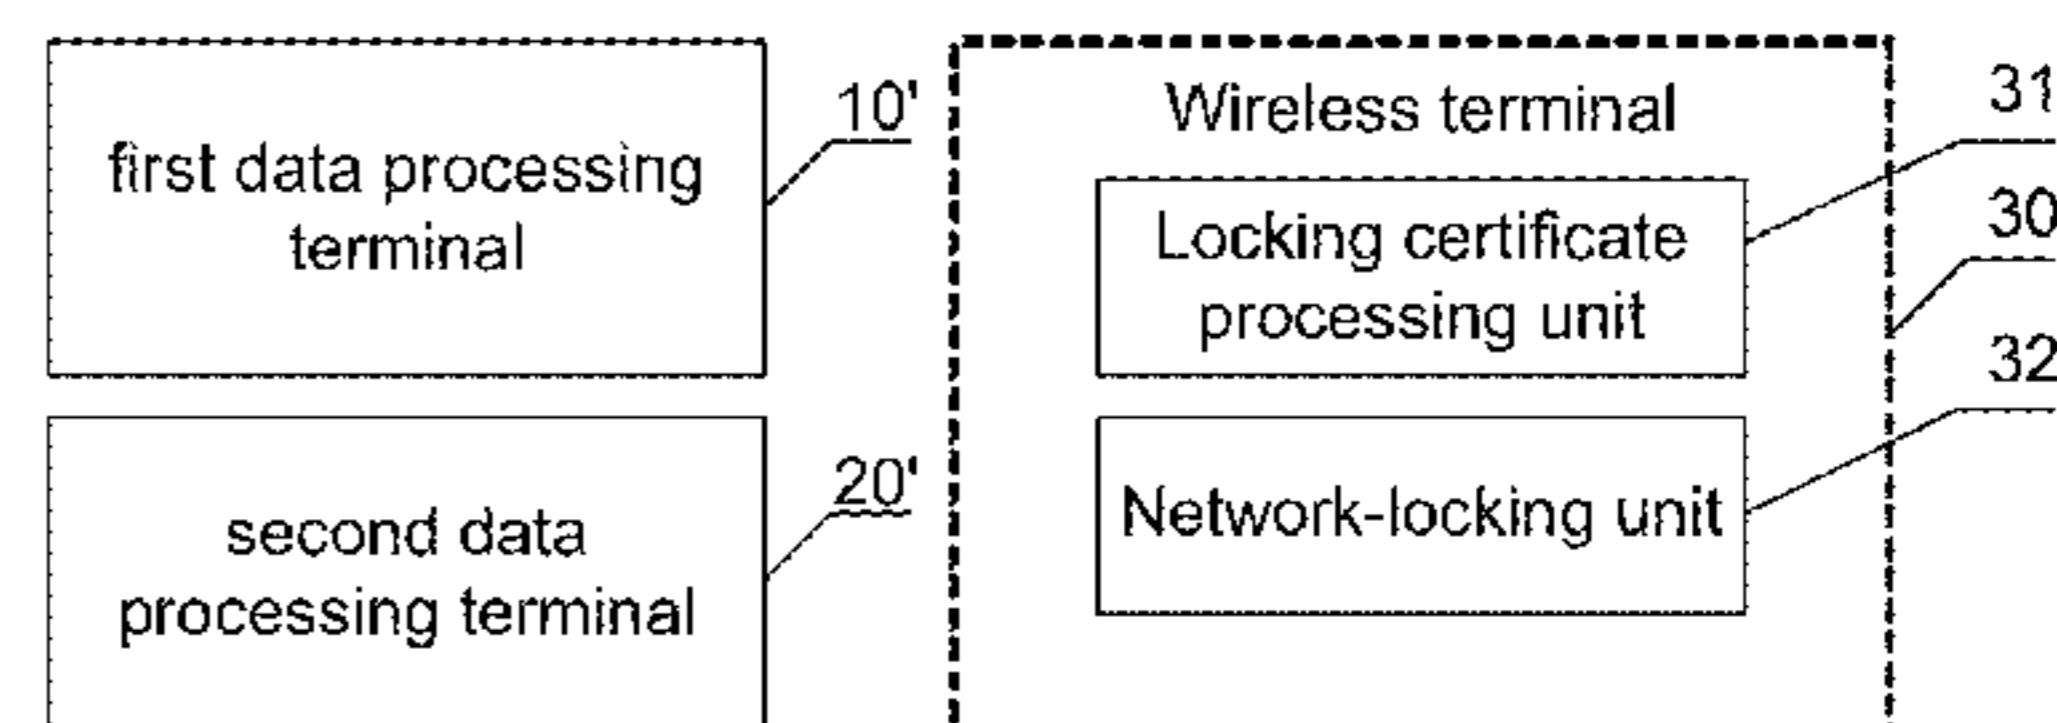 first data processing
terminal
10'
second data
processing terminal
20'
Wireless terminal
Locking certificate
processing unit
Network-locking unit
31
30
32